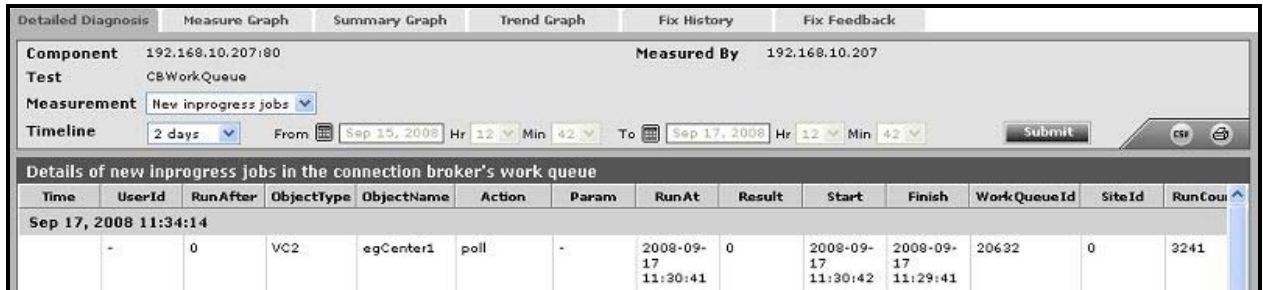 Detailed Diagnosis Measure Graph Summary Graph Trend Graph Fix History Fix Feedback
Component 192.168.10.207:80 Measured By 192.168.10.207
Test CBWorkQueue
Measurement New inprogress jobs
Timeline 2 days From Sep 15, 2008 Hr 12 Min 42 To Sep 17, 2008 Hr 12 Min 42 Submit CSV
Details of new inprogress jobs in the connection broker's work queue
Time UserId RunAfter ObjectType ObjectName Action Param RunAt Result Start Finish WorkQueueId SiteId RunCou
Sep 17, 2008 11:34:14
- 0 VC2 egCenter1 poll - 2008-09- 0 2008-09- 2008-09- 20632 0 3241
17 17 17
11:30:41 11:30:42 11:29:41